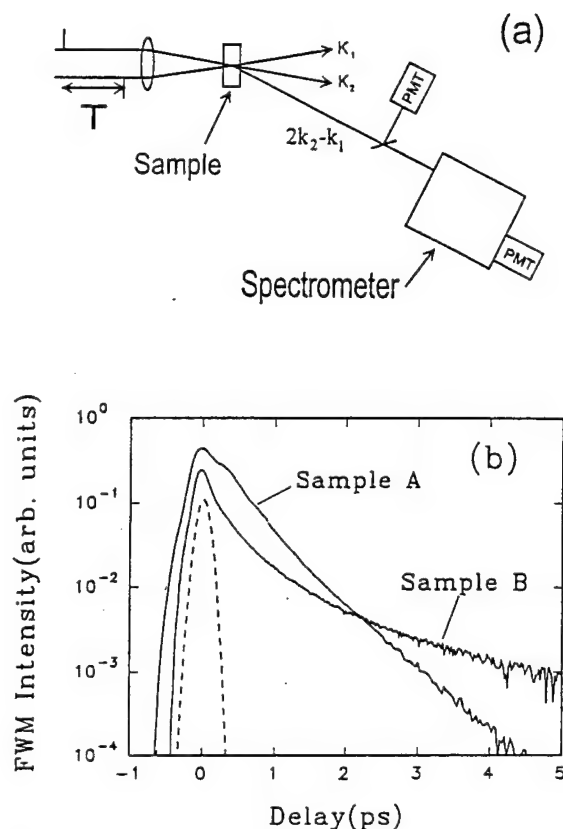 (a)
K₁
K₂
T
PMT
2k₂-k₁
Sample
PMT
Spectrometer
FWM Intensity(arb. units)
10⁰
10⁻¹
10⁻²
10⁻³
10⁻⁴
(b)
Sample A
Sample B
-1 0 1 2 3 4 5
Delay(ps)